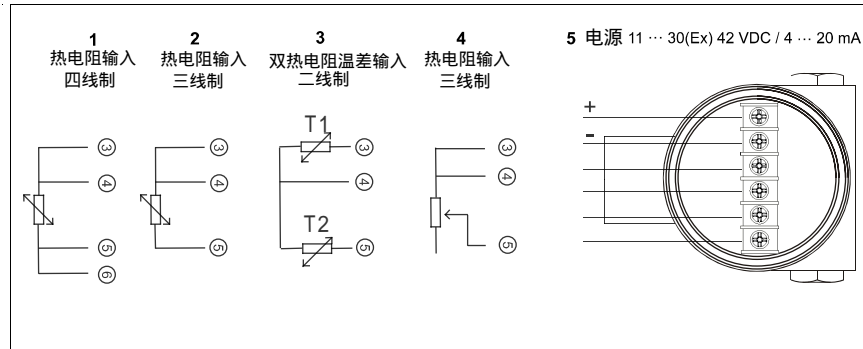 1
热电阻输入
四线制
③
④
⑤
⑥
2
热电阻输入
三线制
③
④
⑤
3
双热电阻温差输入
二线制
T1
③
④
T2
⑤
4
热电阻输入
三线制
③
④
⑤
5 电源 11 ··· 30(Ex) 42 VDC / 4 ··· 20 mA
+
-